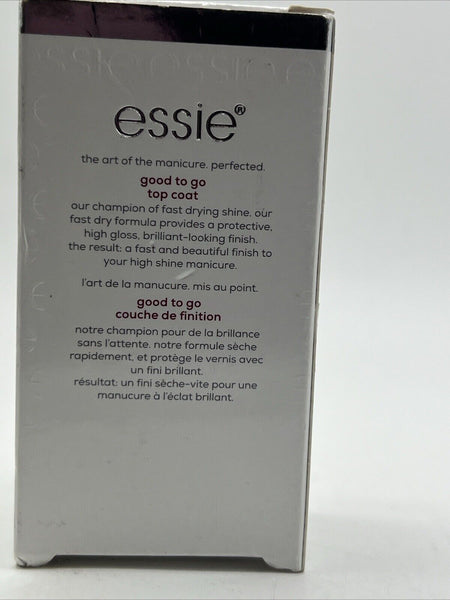 essie®
the art of the manicure. perfected.
good to go
top coat
our champion of fast drying shine. our
fast dry formula provides a protective,
high gloss, brilliant-looking finish.
the result: a fast and beautiful finish to
your high shine manicure.
l'art de la manucure. mis au point.
good to go
couche de finition
notre champion pour de la brillance
sans l'attente. notre formule sèche
rapidement, et protège le vernis avec
un fini brillant.
résultat: un fini sèche-vite pour une
manucure à l'éclat brillant.